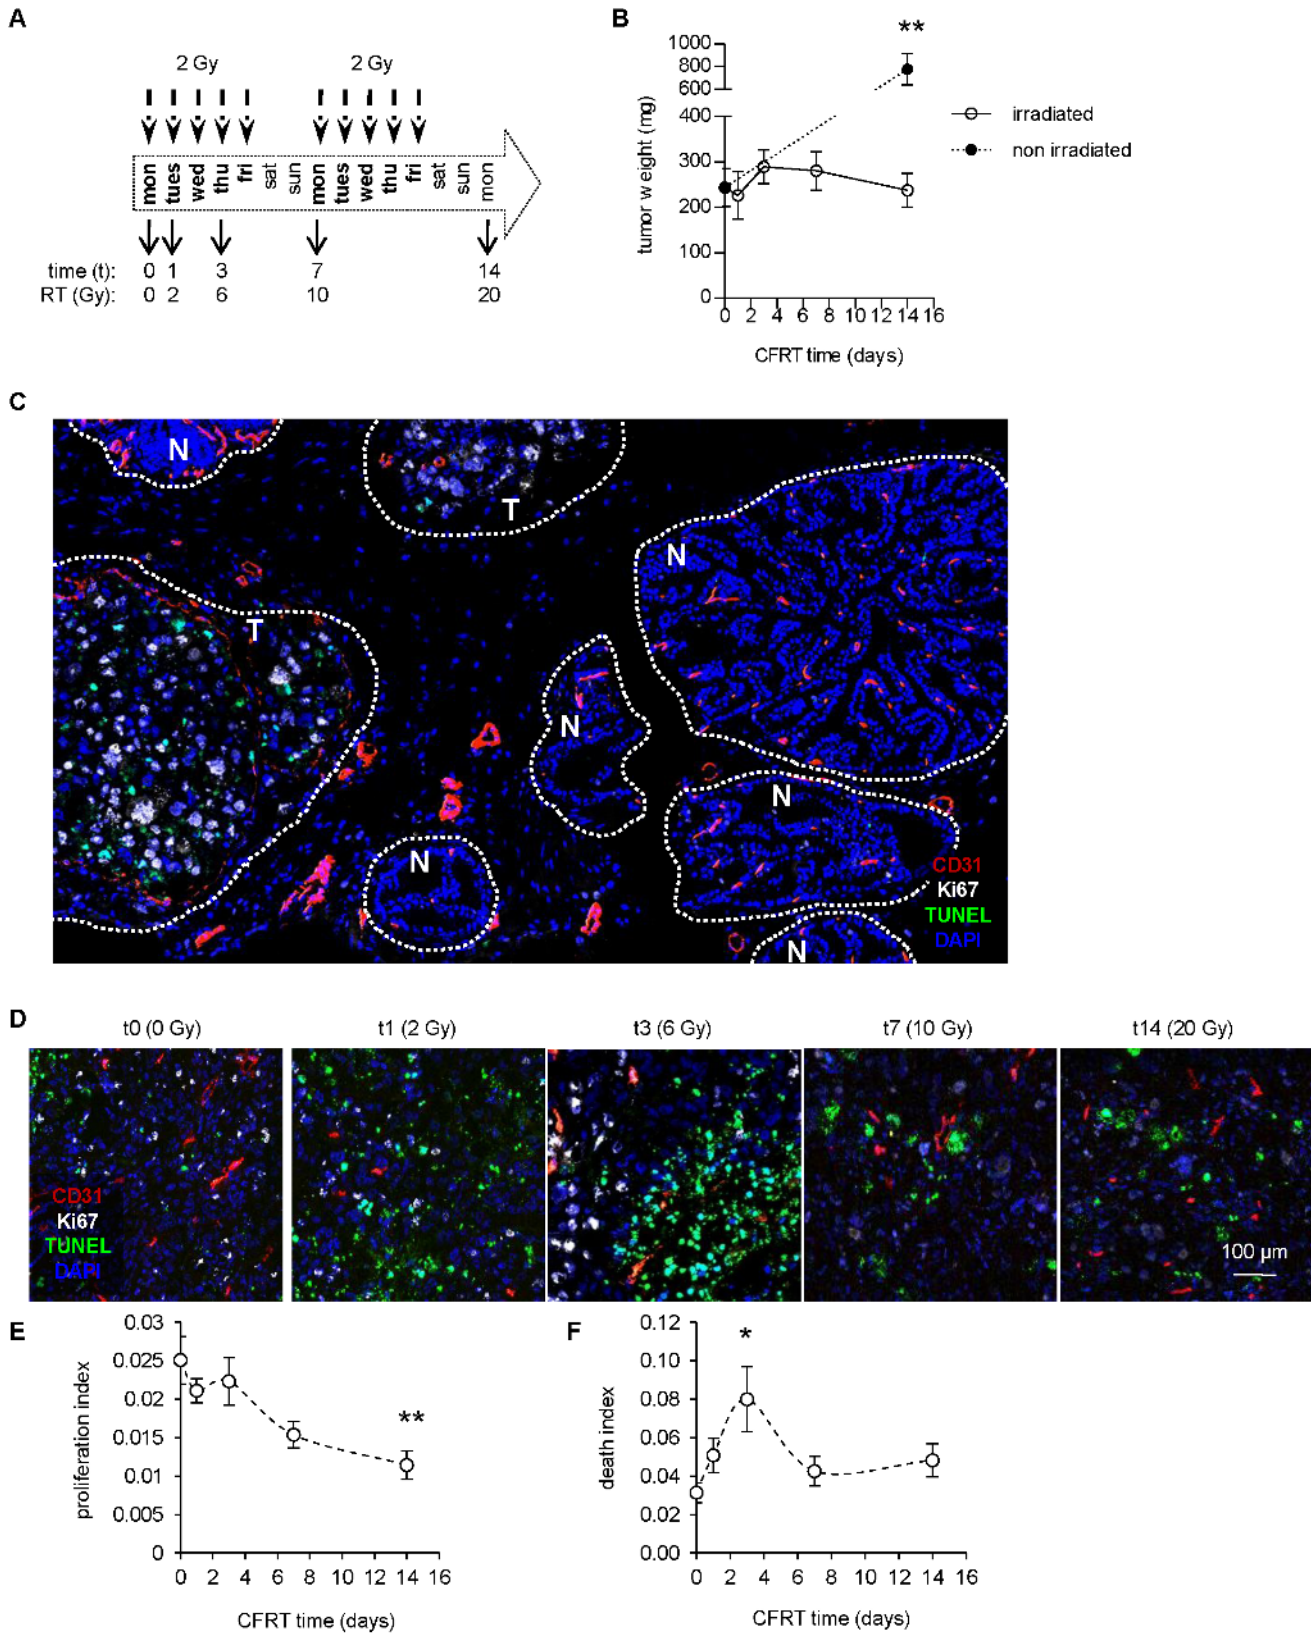 A
2 Gy 2 Gy
mon tues wed thu fri sat sun mon tues wed thu fri sat sun mon
time (t): 0 1 3 7 14
RT (Gy): 0 2 6 10 20
B
**
1000
800
600
400
300
200
100
0
tumor w eight (mg)
0 2 4 6 8 10 12 14 16
CFRT time (days)
irradiated
non irradiated
C
N
T
N
T
N
N
N
N
CD31
Ki67
TUNEL
DAPI
D
t0 (0 Gy) t1 (2 Gy) t3 (6 Gy) t7 (10 Gy) t14 (20 Gy)
CD31
Ki67
TUNEL
DAPI
100 µm
E
proliferation index
0.03
0.025
0.02
0.015
0.01
0.005
0
**
0 2 4 6 8 10 12 14 16
CFRT time (days)
F
death index
0.12
0.10
0.08
0.06
0.04
0.02
0.00
*
0 2 4 6 8 10 12 14 16
CFRT time (days)